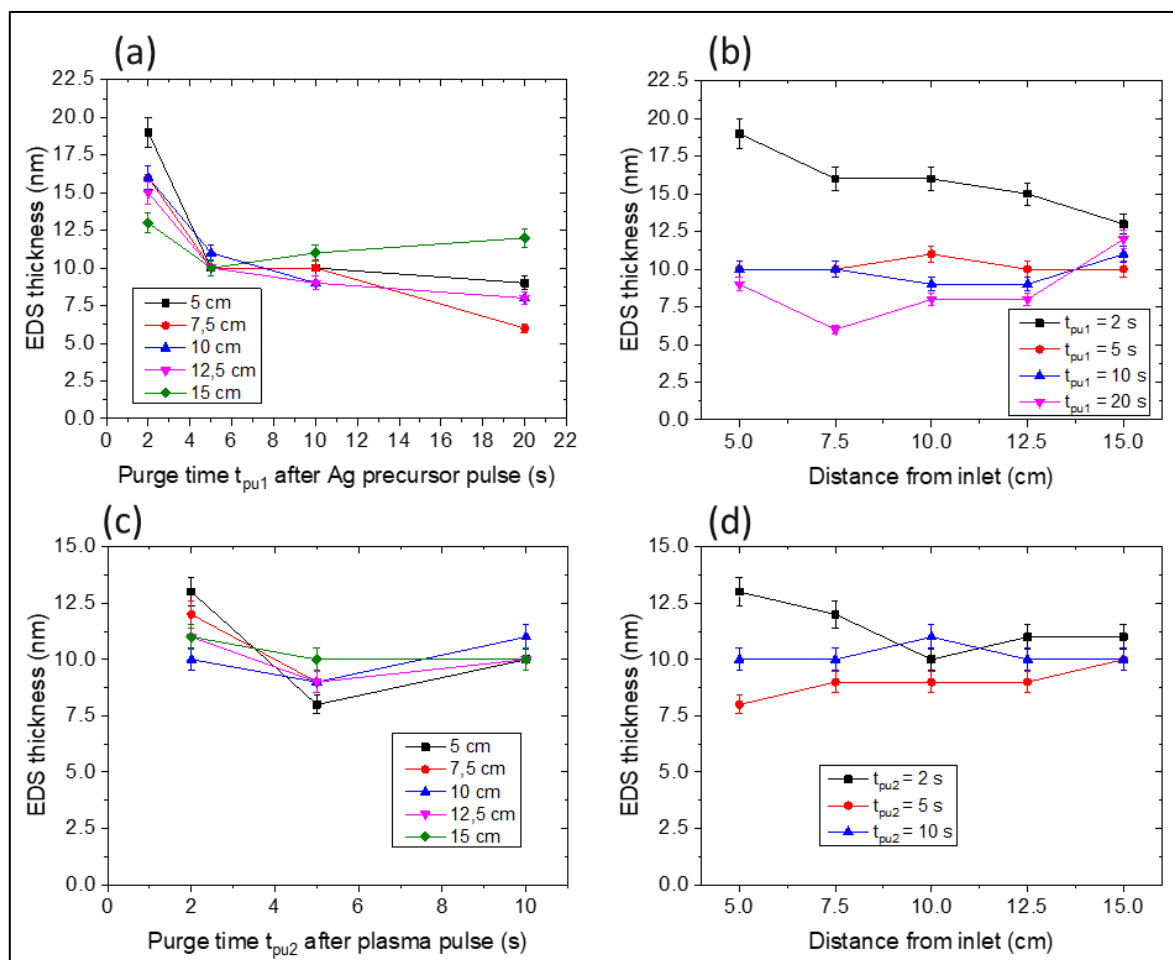 (a)
22.5
20.0
17.5
15.0
12.5
10.0
7.5
5.0
2.5
0.0
EDS thickness (nm)
5 cm
7,5 cm
10 cm
12,5 cm
15 cm
0 2 4 6 8 10 12 14 16 18 20 22
Purge time tpu1 after Ag precursor pulse (s)
(b)
22.5
20.0
17.5
15.0
12.5
10.0
7.5
5.0
2.5
0.0
EDS thickness (nm)
tpu1 = 2 s
tpu1 = 5 s
tpu1 = 10 s
tpu1 = 20 s
5.0 7.5 10.0 12.5 15.0
Distance from inlet (cm)
(c)
15.0
12.5
10.0
7.5
5.0
2.5
0.0
EDS thickness (nm)
5 cm
7,5 cm
10 cm
12,5 cm
15 cm
0 2 4 6 8 10
Purge time tpu2 after plasma pulse (s)
(d)
15.0
12.5
10.0
7.5
5.0
2.5
0.0
EDS thickness (nm)
tpu2 = 2 s
tpu2 = 5 s
tpu2 = 10 s
5.0 7.5 10.0 12.5 15.0
Distance from inlet (cm)